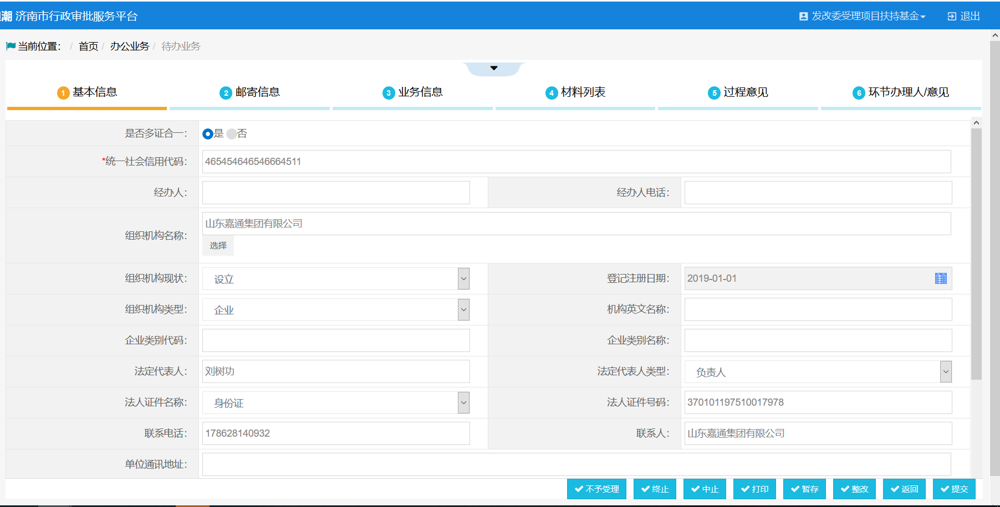 潮 济南市行政审批服务平台 发改委受理项目扶持基金 退出
当前位置： / 首页 / 办公业务 / 待办业务
1 基本信息 2 邮寄信息 3 业务信息 4 材料列表 5 过程意见 6 环节办理人/意见
是否多证合一： 是 否
*统一社会信用代码： 465454646546664511
经办人： 经办人电话：
组织机构名称： 山东嘉通集团有限公司
选择
组织机构现状： 设立 登记注册日期： 2019-01-01
组织机构类型： 企业 机构英文名称：
企业类别代码： 企业类别名称：
法定代表人： 刘树功 法定代表人类型： 负责人
法人证件名称： 身份证 法人证件号码： 370101197510017978
联系电话： 178628140932 联系人： 山东嘉通集团有限公司
单位通讯地址：
不予受理 终止 中止 打印 暂存 整改 返回 提交